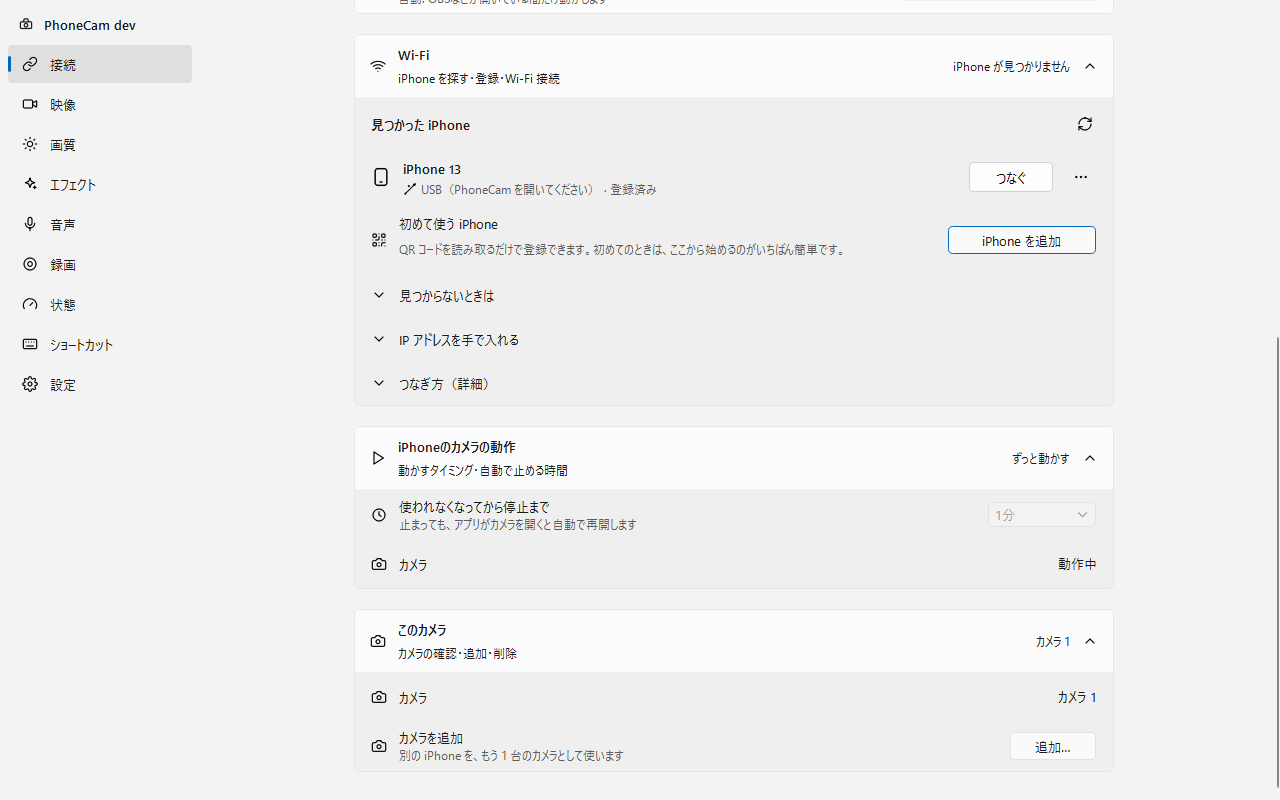 PhoneCam dev
接続
映像
画質
エフェクト
音声
録画
状態
ショートカット
設定
Wi-Fi
iPhone を探す・登録・Wi-Fi 接続
iPhone が見つかりません
見つかった iPhone
iPhone 13
USB（PhoneCam を開いてください） · 登録済み
つなぐ
初めて使う iPhone
QR コードを読み取るだけで登録できます。初めてのときは、ここから始めるのがいちばん簡単です。
iPhone を追加
見つからないときは
IP アドレスを手で入れる
つなぎ方（詳細）
iPhoneのカメラの動作
動かすタイミング・自動で止める時間
ずっと動かす
使われなくなってから停止まで
止まっても、アプリがカメラを開くと自動で再開します
1分
カメラ
動作中
このカメラ
カメラの確認・追加・削除
カメラ 1
カメラ
カメラ 1
カメラを追加
別の iPhone を、もう 1 台のカメラとして使います
追加...